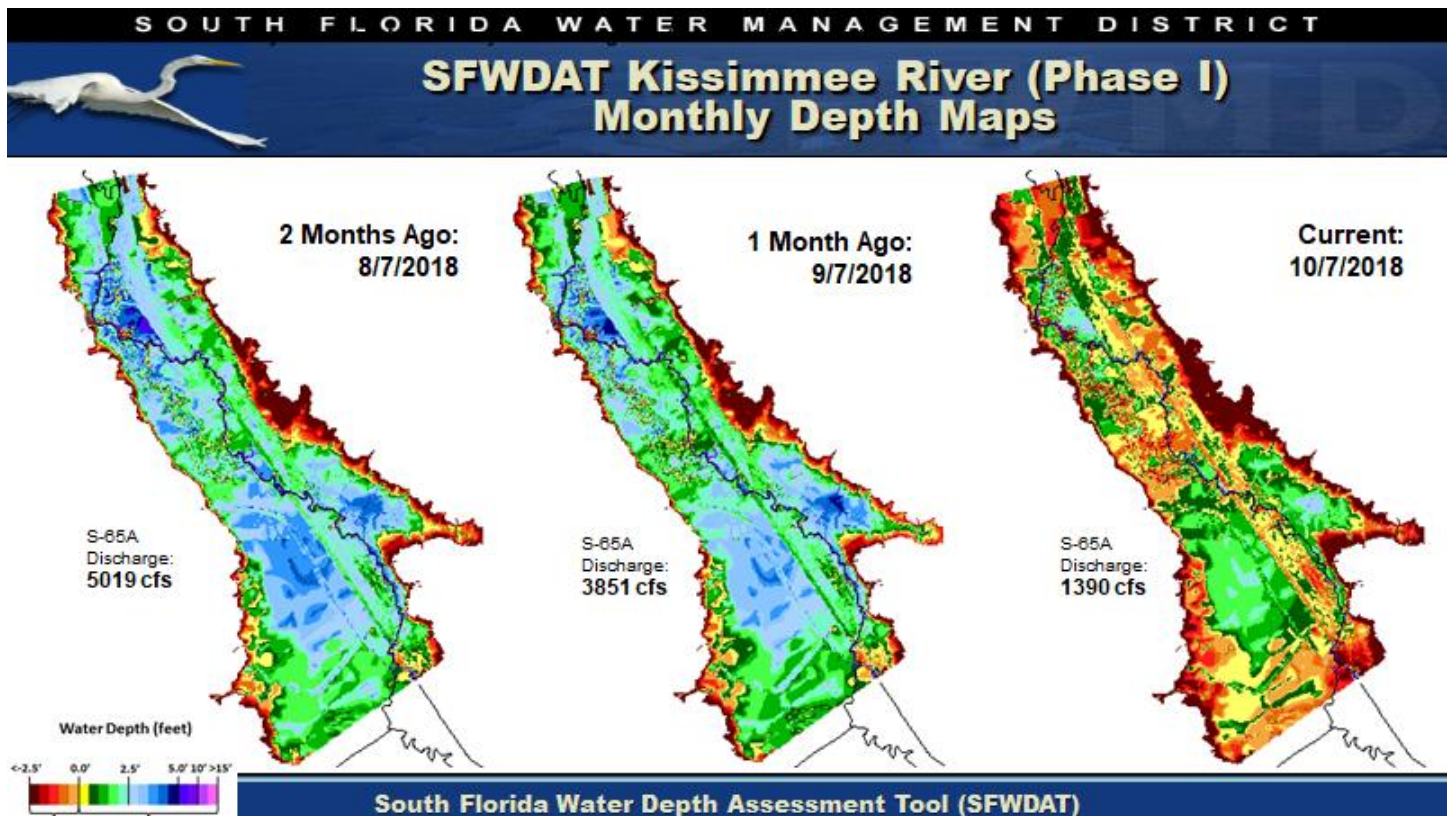 SOUTH FLORIDA WATER MANAGEMENT DISTRICT
SFWDAT Kissimmee River (Phase I)
Monthly Depth Maps
2 Months Ago:
8/7/2018
1 Month Ago:
9/7/2018
Current:
10/7/2018
S-65A
Discharge:
5019 cfs
S-65A
Discharge:
3851 cfs
S-65A
Discharge:
1390 cfs
Water Depth (feet)
<-2.5' 0.0' 2.5' 5.0' 10' >15'
South Florida Water Depth Assessment Tool (SFWDAT)